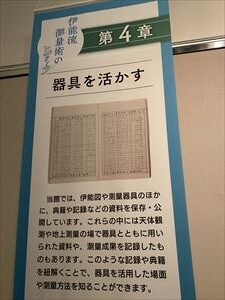 伊能流
測量術の
第4章
器具を活かす
当館では、伊能図や測量器具のほか
に、典籍や記録などの資料を保存・公
開しています。これらの中には天体観
測や地上測量の場で器具とともに用い
られた資料や、測量成果を記録したも
のもあります。このような記録や典籍
を紐解くことで、器具を活用した場面
や測量方法を知ることができます。